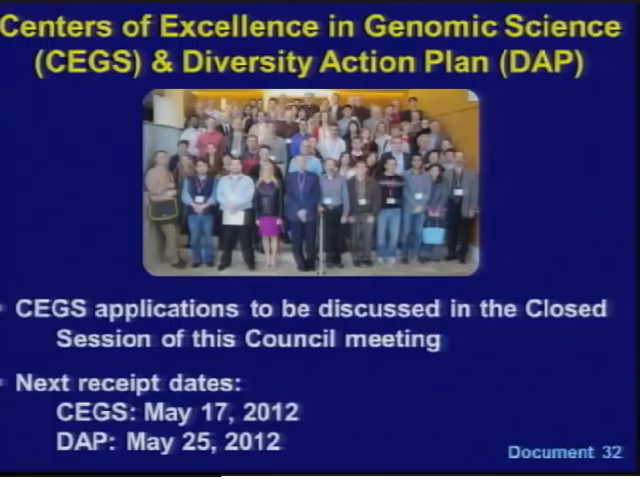 Centers of Excellence in Genomic Science
(CEGS) & Diversity Action Plan (DAP)
CEGS applications to be discussed in the Closed
Session of this Council meeting
Next receipt dates:
CEGS: May 17, 2012
DAP: May 25, 2012
Document 32